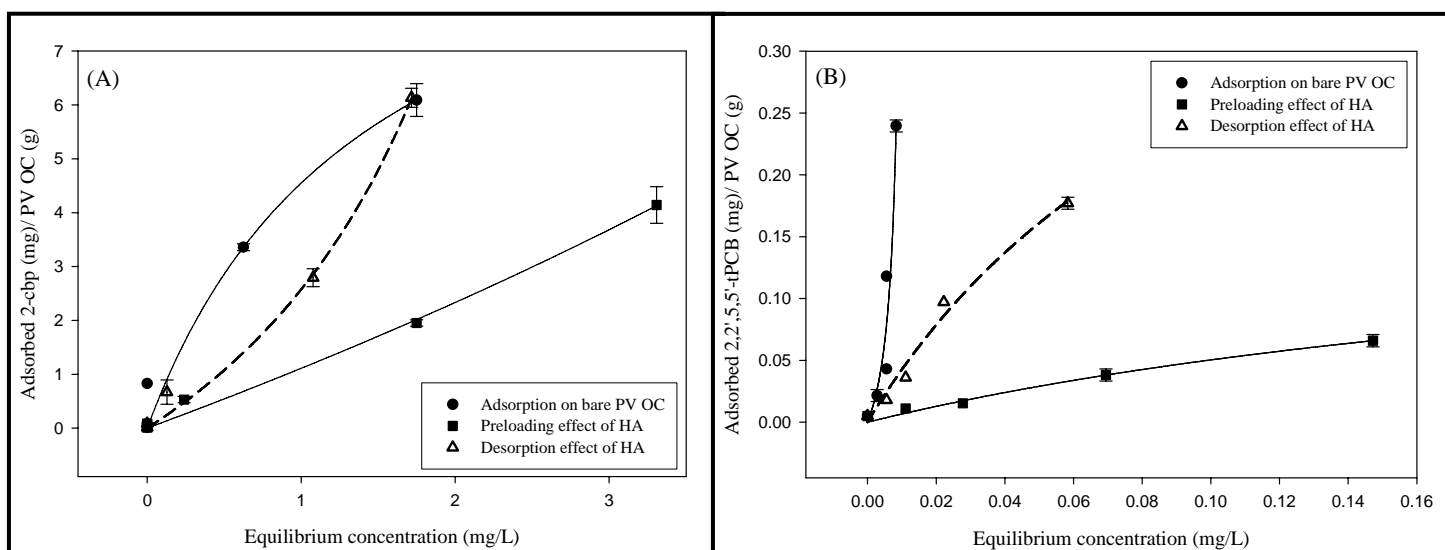 (A)
Adsorbed 2-cbp (mg)/ PV OC (g)
7
6
5
4
3
2
1
0
Adsorption on bare PV OC
Preloading effect of HA
Desorption effect of HA
0 1 2 3
Equilibrium concentration (mg/L)
(B)
Adsorbed 2,2',5,5'-tPCB (mg)/ PV OC (g)
0.30
0.25
0.20
0.15
0.10
0.05
0.00
Adsorption on bare PV OC
Preloading effect of HA
Desorption effect of HA
0.00 0.02 0.04 0.06 0.08 0.10 0.12 0.14 0.16
Equilibrium concentration (mg/L)